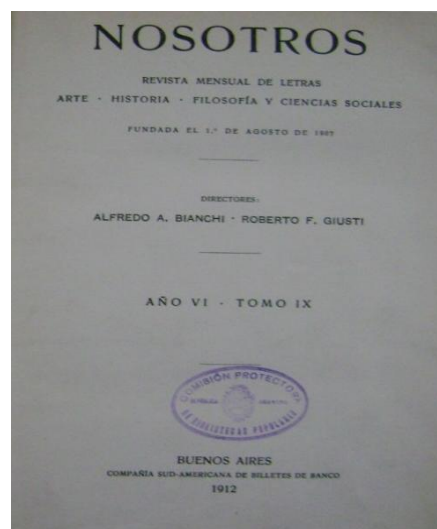 NOSOTROS
REVISTA MENSUAL DE LETRAS
ARTE · HISTORIA · FILOSOFÍA Y CIENCIAS SOCIALES
FUNDADA EL 1.º DE AGOSTO DE 1907
DIRECTORES:
ALFREDO A. BIANCHI · ROBERTO F. GIUSTI
AÑO VI · TOMO IX
COMISIÓN PROTECTORA
REPÚBLICA ARGENTINA
DE BIBLIOTECAS POPULARES
BUENOS AIRES
COMPAÑÍA SUD-AMERICANA DE BILLETES DE BANCO
1912